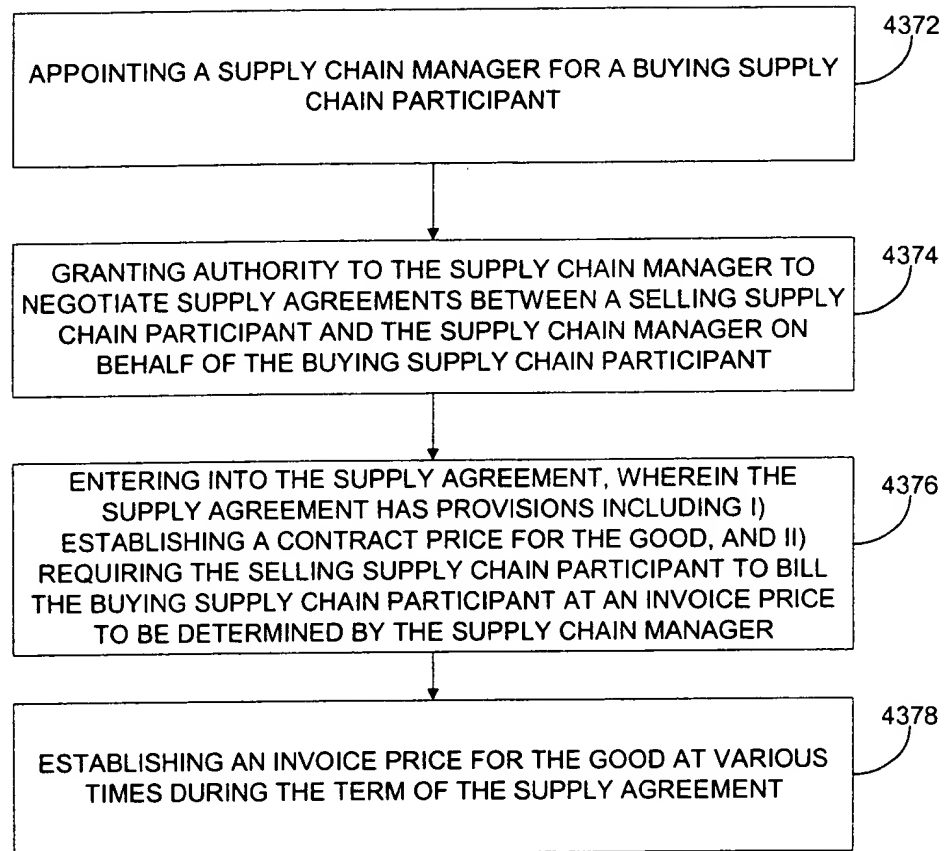 4372
APPOINTING A SUPPLY CHAIN MANAGER FOR A BUYING SUPPLY
CHAIN PARTICIPANT
4374
GRANTING AUTHORITY TO THE SUPPLY CHAIN MANAGER TO
NEGOTIATE SUPPLY AGREEMENTS BETWEEN A SELLING SUPPLY
CHAIN PARTICIPANT AND THE SUPPLY CHAIN MANAGER ON
BEHALF OF THE BUYING SUPPLY CHAIN PARTICIPANT
4376
ENTERING INTO THE SUPPLY AGREEMENT, WHEREIN THE
SUPPLY AGREEMENT HAS PROVISIONS INCLUDING I)
ESTABLISHING A CONTRACT PRICE FOR THE GOOD, AND II)
REQUIRING THE SELLING SUPPLY CHAIN PARTICIPANT TO BILL
THE BUYING SUPPLY CHAIN PARTICIPANT AT AN INVOICE PRICE
TO BE DETERMINED BY THE SUPPLY CHAIN MANAGER
4378
ESTABLISHING AN INVOICE PRICE FOR THE GOOD AT VARIOUS
TIMES DURING THE TERM OF THE SUPPLY AGREEMENT